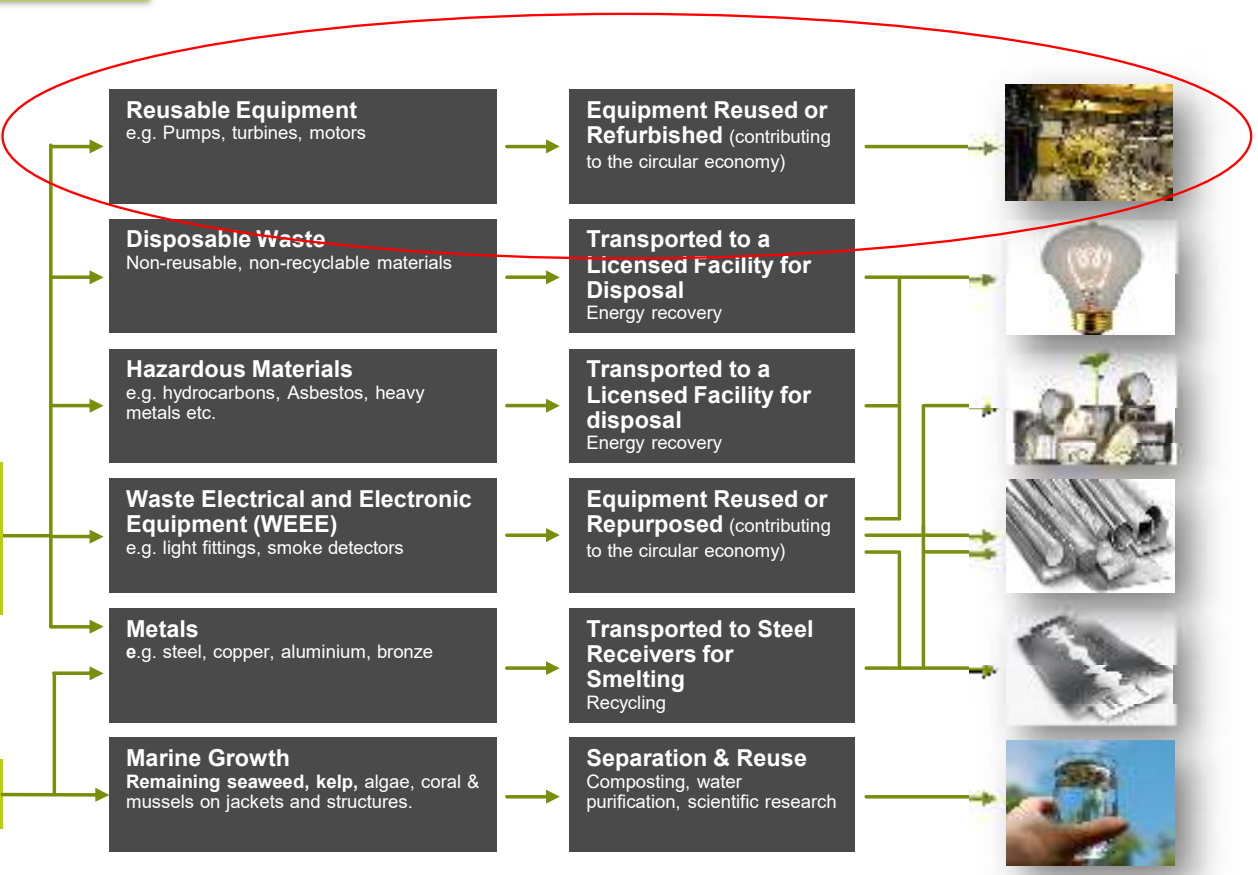 Reusable Equipment
e.g. Pumps, turbines, motors
Equipment Reused or
Refurbished (contributing
to the circular economy)
Disposable Waste
Non-reusable, non-recyclable materials
Transported to a
Licensed Facility for
Disposal
Energy recovery
Hazardous Materials
e.g. hydrocarbons, Asbestos, heavy
metals etc.
Transported to a
Licensed Facility for
disposal
Energy recovery
Waste Electrical and Electronic
Equipment (WEEE)
e.g. light fittings, smoke detectors
Equipment Reused or
Repurposed (contributing
to the circular economy)
Metals
e.g. steel, copper, aluminium, bronze
Transported to Steel
Receivers for
Smelting
Recycling
Marine Growth
Remaining seaweed, kelp, algae, coral &
mussels on jackets and structures.
Separation & Reuse
Composting, water
purification, scientific research